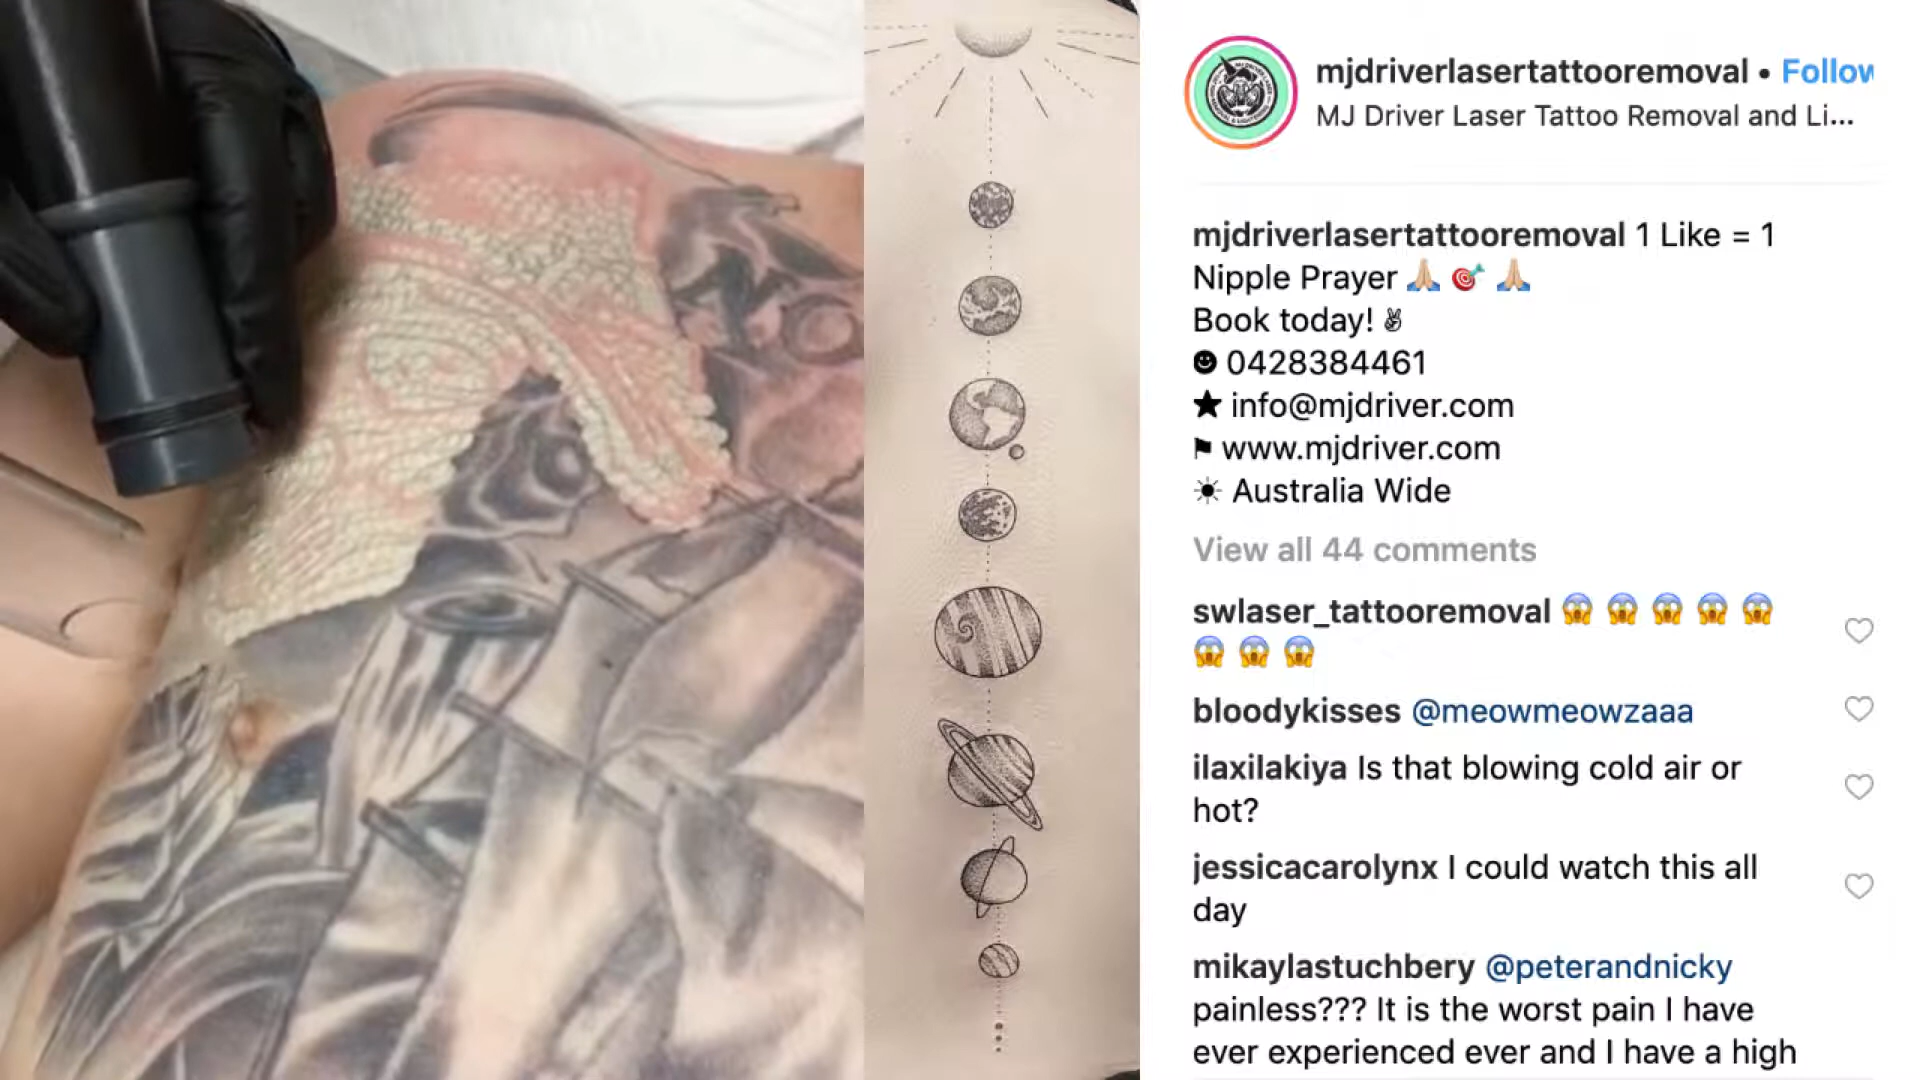 mjdriverlasertattooremoval • Follow
MJ Driver Laser Tattoo Removal and Li...
mjdriverlasertattooremoval 1 Like = 1
Nipple Prayer 🙏🏼 🎯 🙏🏼
Book today! ✌
☻ 0428384461
★ info@mjdriver.com
⚑ www.mjdriver.com
☀ Australia Wide
View all 44 comments
swlaser_tattooremoval 😱 😱 😱 😱 😱
😱 😱 😱
bloodykisses @meowmeowzaaa
ilaxilakiya Is that blowing cold air or
hot?
jessicacarolynx I could watch this all
day
mikaylastuchbery @peterandnicky
painless??? It is the worst pain I have
ever experienced ever and I have a high